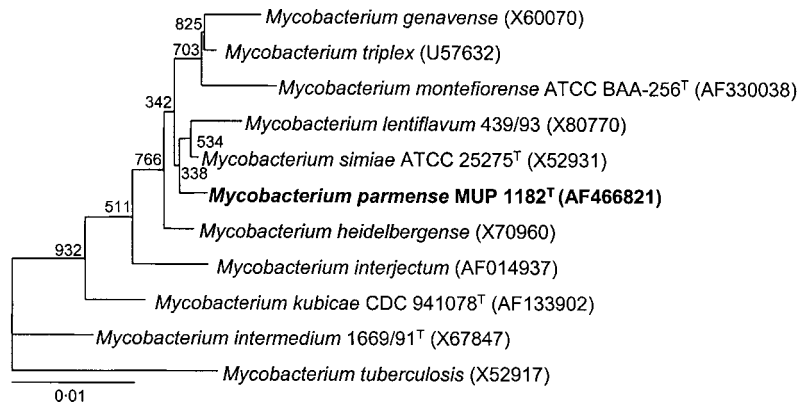 825
Mycobacterium genavense (X60070)
703
Mycobacterium triplex (U57632)
Mycobacterium montefiorense ATCC BAA-256ᵀ (AF330038)
342
Mycobacterium lentiflavum 439/93 (X80770)
534
766
Mycobacterium simiae ATCC 25275ᵀ (X52931)
338
Mycobacterium parmense MUP 1182ᵀ (AF466821)
511
Mycobacterium heidelbergense (X70960)
932
Mycobacterium interjectum (AF014937)
Mycobacterium kubicae CDC 941078ᵀ (AF133902)
Mycobacterium intermedium 1669/91ᵀ (X67847)
Mycobacterium tuberculosis (X52917)
0·01